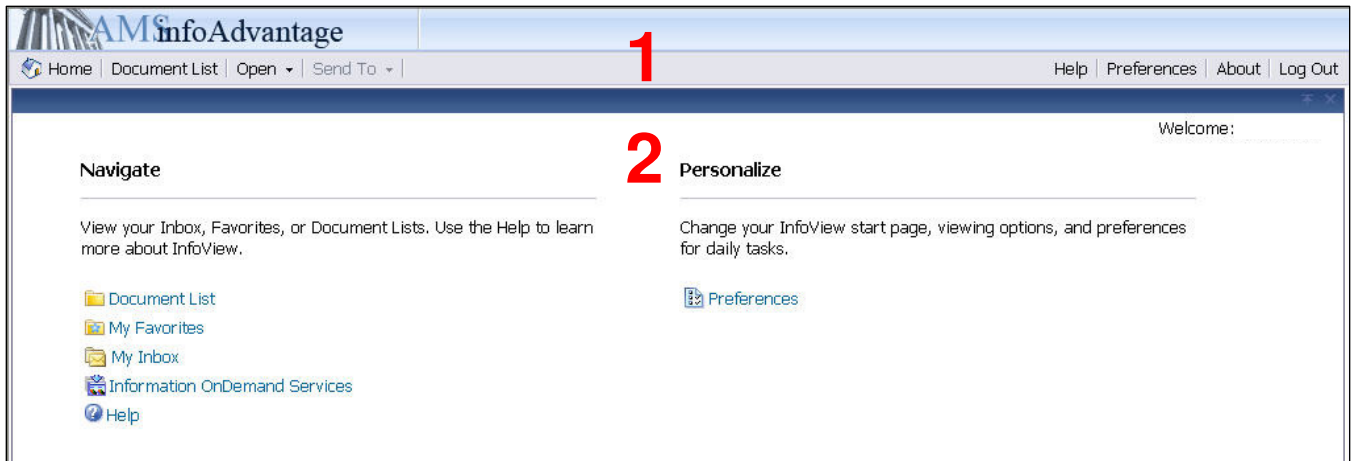 AMS infoAdvantage
1
Home | Document List | Open | Send To |
Help | Preferences | About | Log Out
Welcome:
2
Navigate
Personalize
View your Inbox, Favorites, or Document Lists. Use the Help to learn
more about InfoView.
Change your InfoView start page, viewing options, and preferences
for daily tasks.
Document List
My Favorites
My Inbox
Information OnDemand Services
Help
Preferences